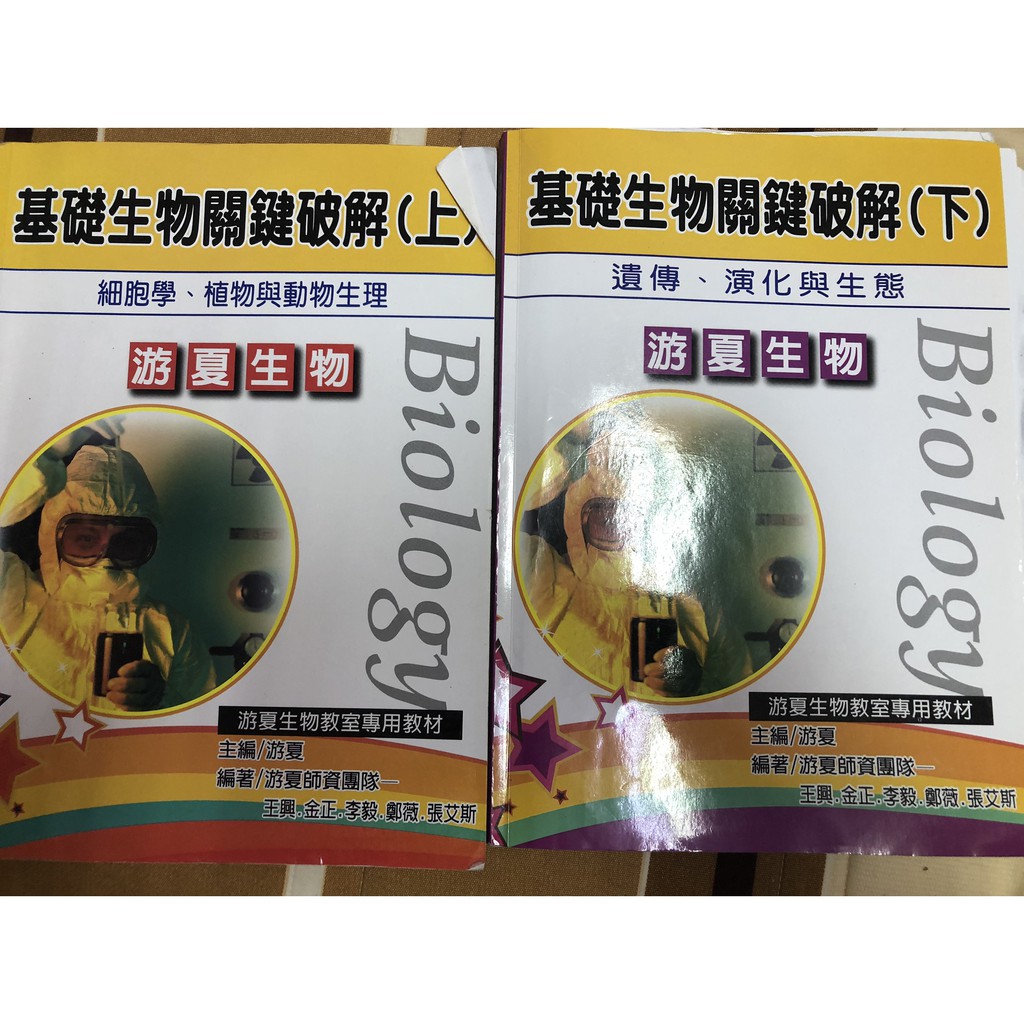 基礎生物關鍵破解(上)
細胞學、植物與動物生理
游夏生物
Biology
游夏生物教室專用教材
主編/游夏
編著/游夏師資團隊—
王興.金正.李毅.鄭薇.張艾斯
基礎生物關鍵破解(下)
遺傳、演化與生態
游夏生物
Biology
游夏生物教室專用教材
主編/游夏
編著/游夏師資團隊—
王興.金正.李毅.鄭薇.張艾斯